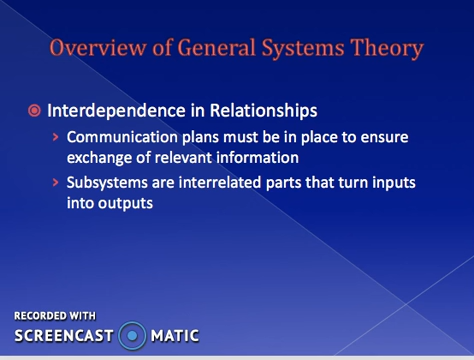 Overview of General Systems Theory
Interdependence in Relationships
Communication plans must be in place to ensure
exchange of relevant information
Subsystems are interrelated parts that turn inputs
into outputs
RECORDED WITH
SCREENCAST MATIC